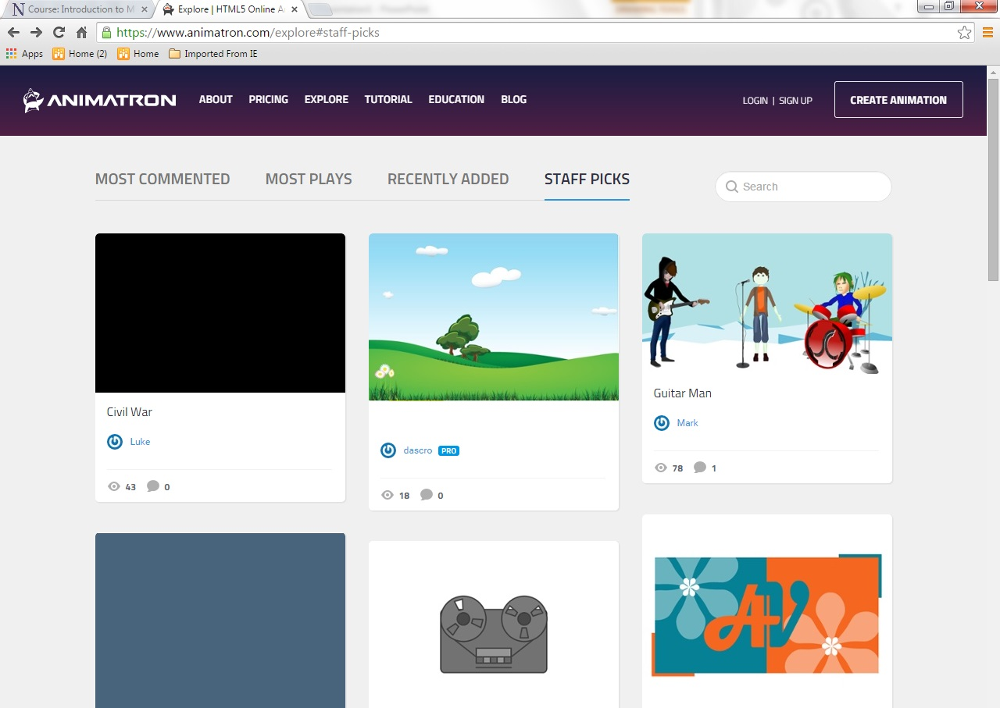 Course: Introduction to M
Explore | HTML5 Online A
https://www.animatron.com/explore#staff-picks
Apps Home (2) Home Imported From IE
ANIMATRON ABOUT PRICING EXPLORE TUTORIAL EDUCATION BLOG LOGIN | SIGN UP CREATE ANIMATION
MOST COMMENTED MOST PLAYS RECENTLY ADDED STAFF PICKS Search
Civil War
Luke
43 0
dascro PRO
18 0
Guitar Man
Mark
78 1
AV